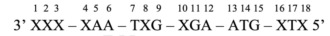 1 2 3 4 5 6 7 8 9 10 11 12 13 14 15 16 17 18
3' XXX – XAA – TXG – XGA – ATG – XTX 5'